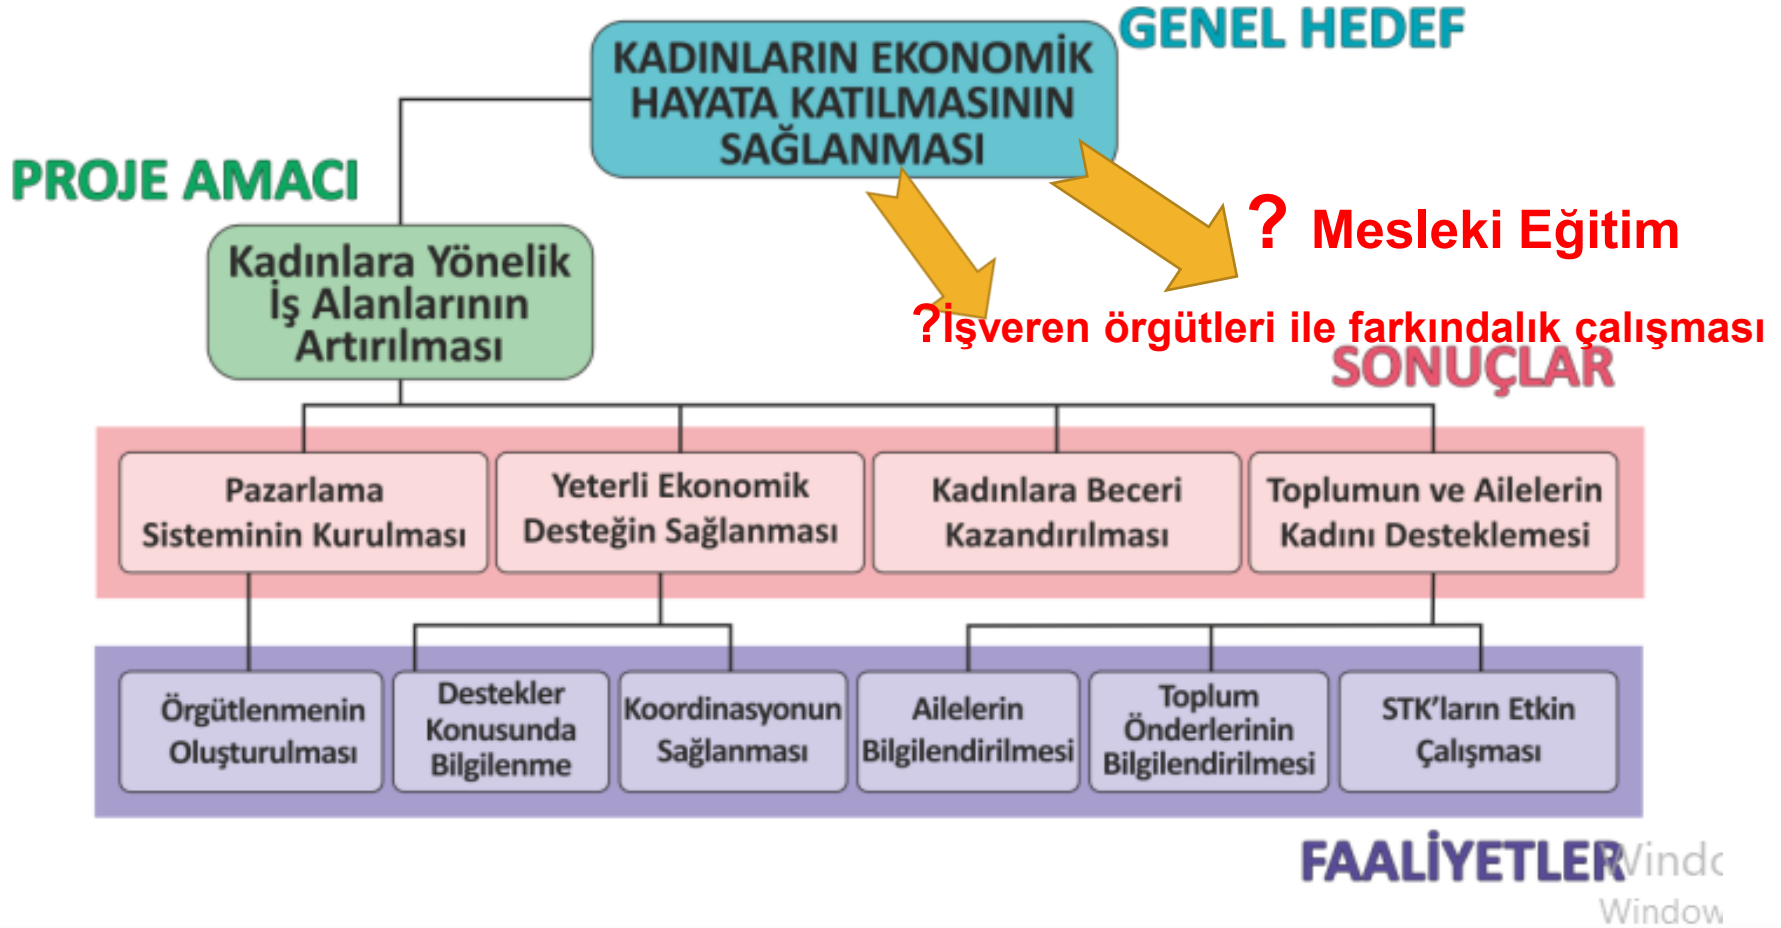 GENEL HEDEF
KADINLARIN EKONOMİK
HAYATA KATILMASININ
SAĞLANMASI
PROJE AMACI
Kadınlara Yönelik
İş Alanlarının
Artırılması
? Mesleki Eğitim
?İşveren örgütleri ile farkındalık çalışması
SONUÇLAR
Pazarlama
Sisteminin Kurulması
Yeterli Ekonomik
Desteğin Sağlanması
Kadınlara Beceri
Kazandırılması
Toplumun ve Ailelerin
Kadını Desteklemesi
Örgütlenmenin
Oluşturulması
Destekler
Konusunda
Bilgilenme
Koordinasyonun
Sağlanması
Ailelerin
Bilgilendirilmesi
Toplum
Önderlerinin
Bilgilendirilmesi
STK’ların Etkin
Çalışması
FAALİYETLER
Window